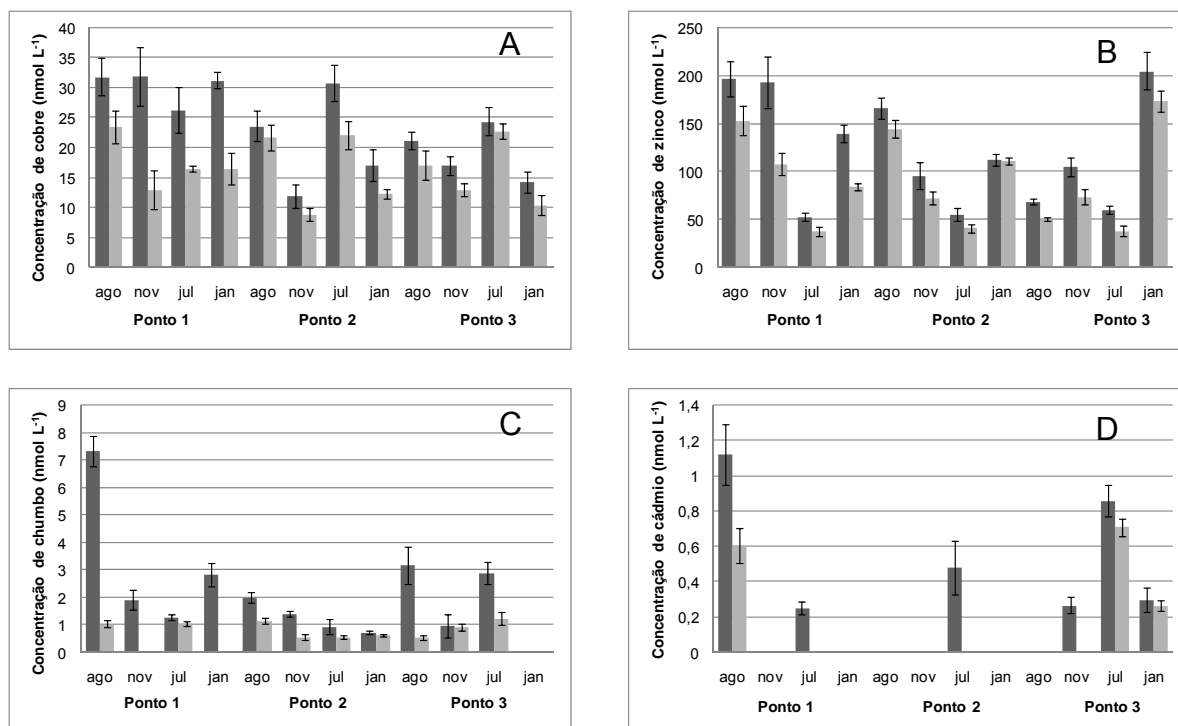 A
Concentração de cobre (nmol L⁻¹)
40
35
30
25
20
15
10
5
0
ago nov jul jan ago nov jul jan ago nov jul jan
Ponto 1 Ponto 2 Ponto 3
B
Concentração de zinco (nmol L⁻¹)
250
200
150
100
50
0
ago nov jul jan ago nov jul jan ago nov jul jan
Ponto 1 Ponto 2 Ponto 3
C
Concentração de chumbo (nmol L⁻¹)
9
8
7
6
5
4
3
2
1
0
ago nov jul jan ago nov jul jan ago nov jul jan
Ponto 1 Ponto 2 Ponto 3
D
Concentração de cádmio (nmol L⁻¹)
1,4
1,2
1
0,8
0,6
0,4
0,2
0
ago nov jul jan ago nov jul jan ago nov jul jan
Ponto 1 Ponto 2 Ponto 3